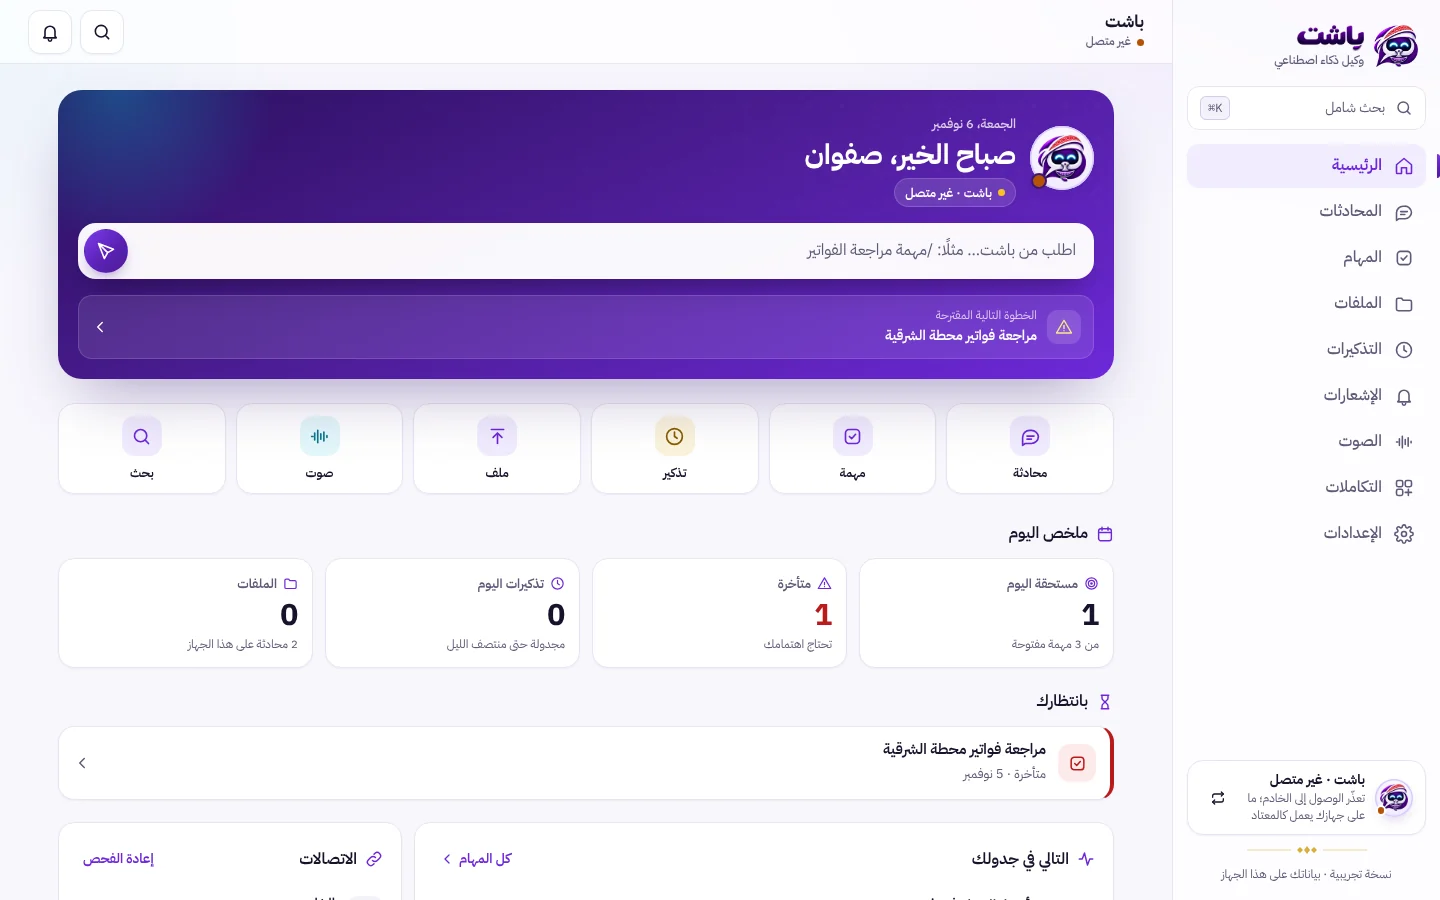 باشت
وكيل ذكاء اصطناعي
بحث شامل
⌘K
الرئيسية
المحادثات
المهام
الملفات
التذكيرات
الإشعارات
الصوت
التكاملات
الإعدادات
باشت · غير متصل
تعذّر الوصول إلى الخادم؛ ما
على جهازك يعمل كالمعتاد
نسخة تجريبية · بياناتك على هذا الجهاز
باشت
غير متصل
الجمعة، 6 نوفمبر
صباح الخير، صفوان
باشت · غير متصل
اطلب من باشت... مثلًا: /مهمة مراجعة الفواتير
الخطوة التالية المقترحة
مراجعة فواتير محطة الشرقية
محادثة
مهمة
تذكير
ملف
صوت
بحث
ملخص اليوم
مستحقة اليوم
1
من 3 مهمة مفتوحة
متأخرة
1
تحتاج اهتمامك
تذكيرات اليوم
0
مجدولة حتى منتصف الليل
الملفات
0
2 محادثة على هذا الجهاز
بانتظارك
مراجعة فواتير محطة الشرقية
متأخرة · 5 نوفمبر
التالي في جدولك
كل المهام
الاتصالات
إعادة الفحص